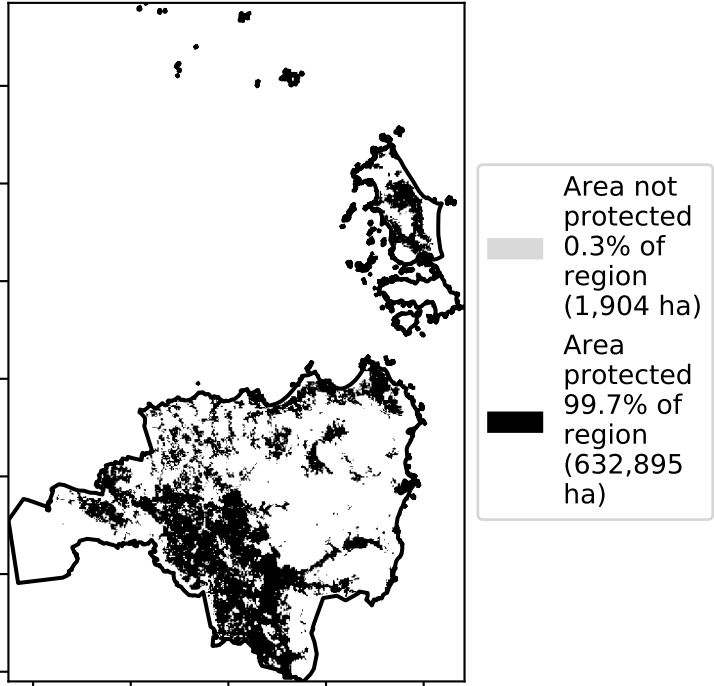 Area not
protected
0.3% of
region
(1,904 ha)
Area
protected
99.7% of
region
(632,895
ha)